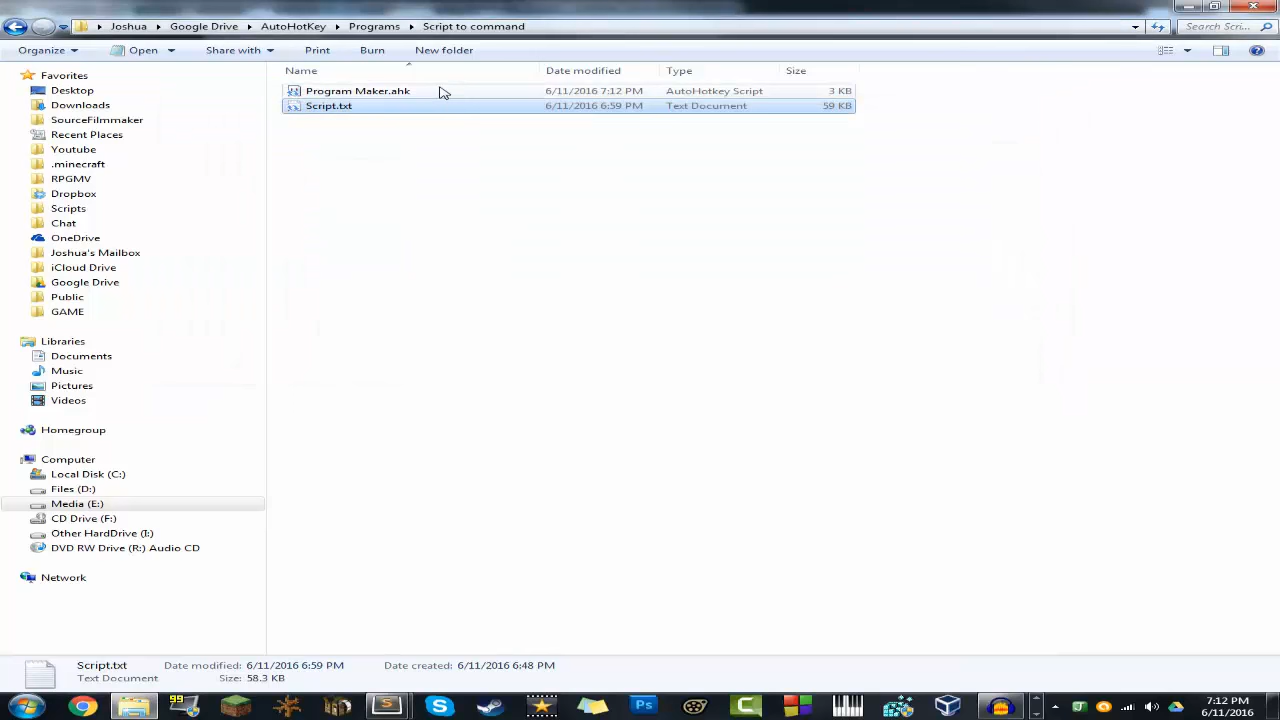 Joshua Google Drive AutoHotKey Programs Script to command
Search Scri...
Organize Open Share with Print Burn New folder
Name Date modified Type Size
Program Maker.ahk 6/11/2016 7:12 PM AutoHotkey Script 3 KB
Script.txt 6/11/2016 6:59 PM Text Document 59 KB
Favorites
Desktop
Downloads
SourceFilmmaker
Recent Places
Youtube
.minecraft
RPGMV
Dropbox
Scripts
Chat
OneDrive
Joshua's Mailbox
iCloud Drive
Google Drive
Public
GAME
Libraries
Documents
Music
Pictures
Videos
Homegroup
Computer
Local Disk (C:)
Files (D:)
Media (E:)
CD Drive (F:)
Other HardDrive (I:)
DVD RW Drive (R:) Audio CD
Network
Script.txt Date modified: 6/11/2016 6:59 PM Date created: 6/11/2016 6:48 PM
Text Document Size: 58.3 KB
99
Ps
7:12 PM
6/11/2016